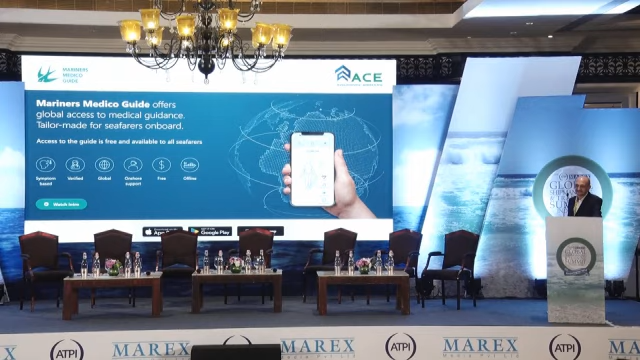 MARINERS
MEDICO
GUIDE
ACE
Mariners Medico Guide offers
global access to medical guidance.
Tailor-made for seafarers onboard.
Access to the guide is free and available to all seafarers
Symptom based
Verified
Global
Onshore support
Free
Offline
Watch intro
App
Google Play
GLOBAL
ATPI
MAREX
ATPI
MAREX
ATPI
MAR